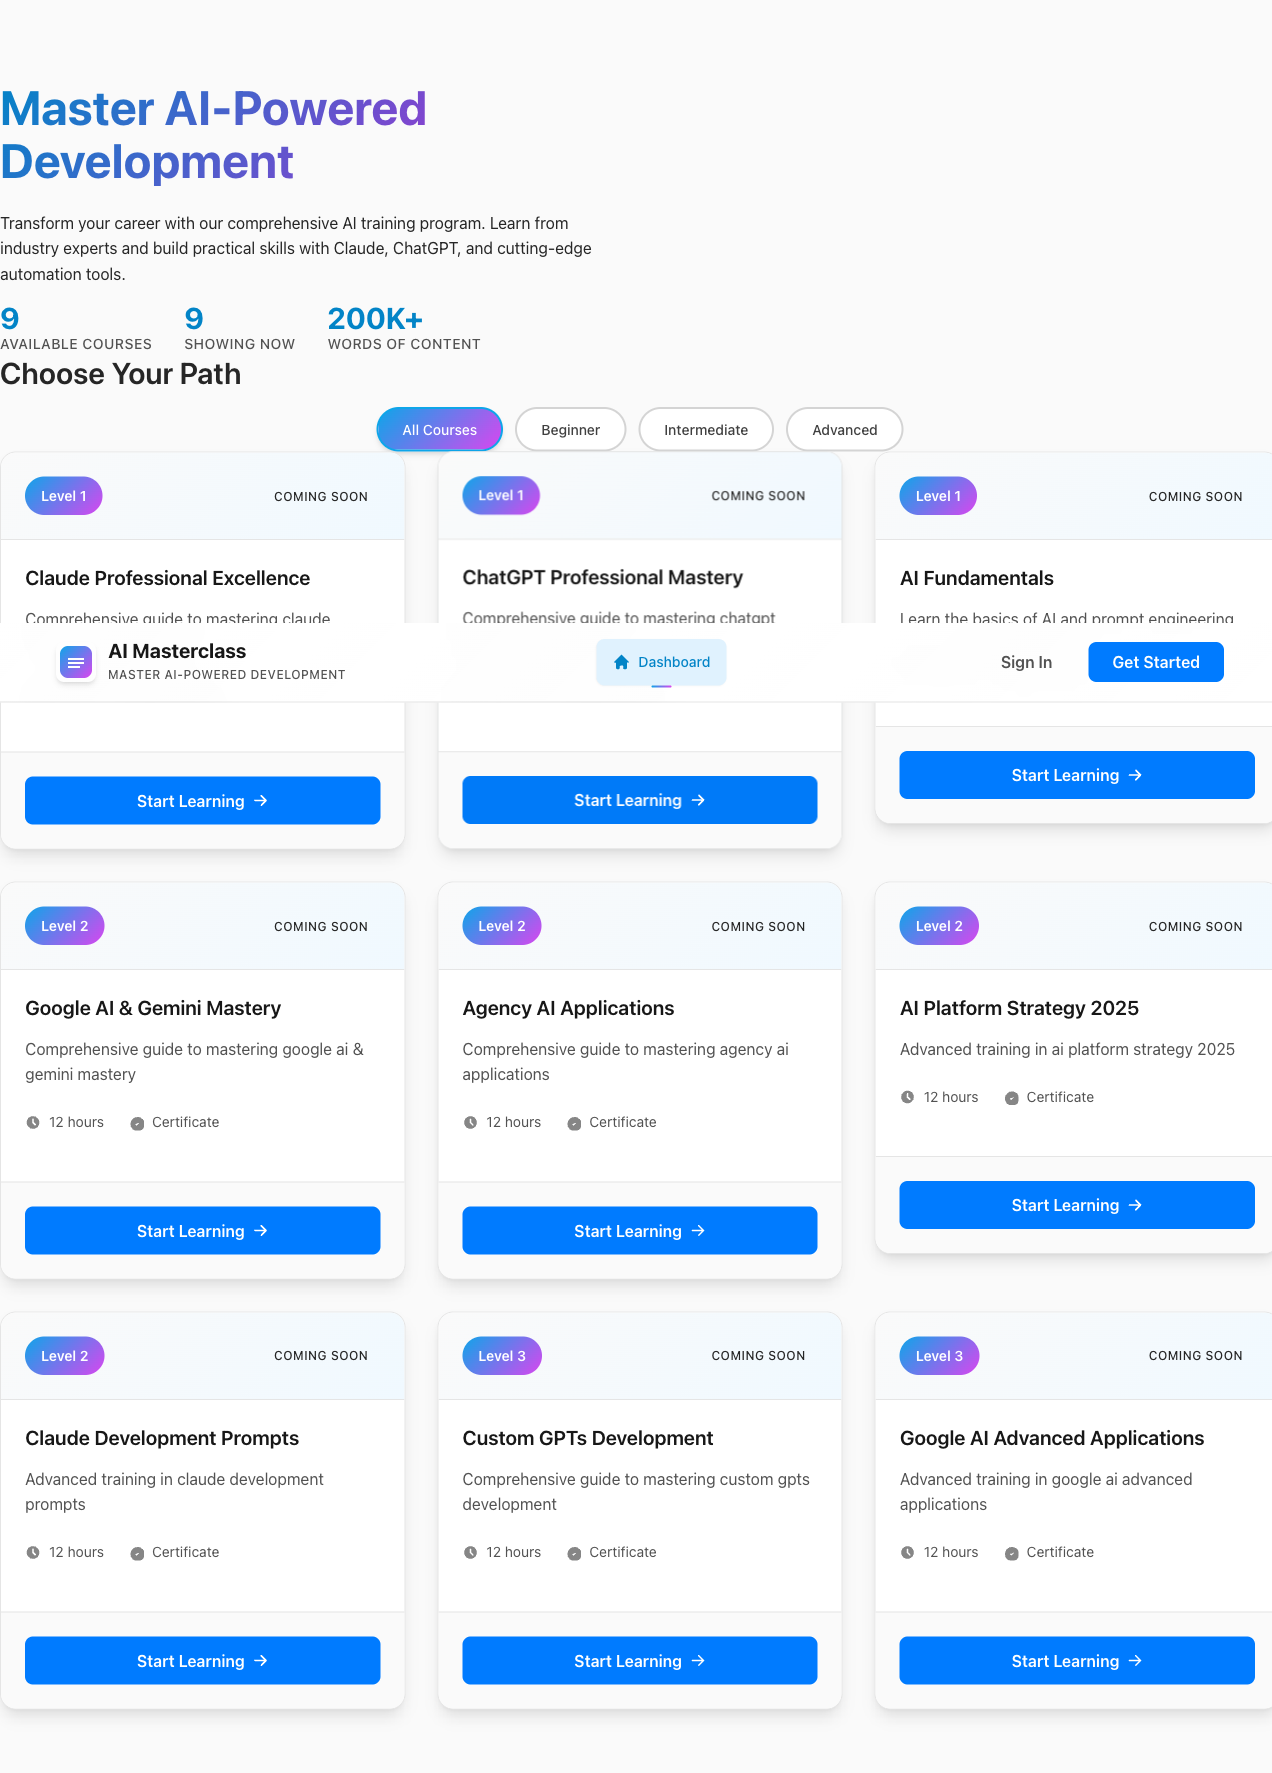 Master AI-Powered
Development
Transform your career with our comprehensive AI training program. Learn from
industry experts and build practical skills with Claude, ChatGPT, and cutting-edge
automation tools.
9
AVAILABLE COURSES
9
SHOWING NOW
200K+
WORDS OF CONTENT
Choose Your Path
All Courses
Beginner
Intermediate
Advanced
Level 1
COMING SOON
Claude Professional Excellence
Comprehensive guide to mastering claude
Level 1
COMING SOON
ChatGPT Professional Mastery
Comprehensive guide to mastering chatgpt
Level 1
COMING SOON
AI Fundamentals
Learn the basics of AI and prompt engineering
AI Masterclass
MASTER AI-POWERED DEVELOPMENT
Dashboard
Sign In
Get Started
Start Learning →
Start Learning →
Start Learning →
Level 2
COMING SOON
Google AI & Gemini Mastery
Comprehensive guide to mastering google ai &
gemini mastery
12 hours
Certificate
Start Learning →
Level 2
COMING SOON
Agency AI Applications
Comprehensive guide to mastering agency ai
applications
12 hours
Certificate
Start Learning →
Level 2
COMING SOON
AI Platform Strategy 2025
Advanced training in ai platform strategy 2025
12 hours
Certificate
Start Learning →
Level 2
COMING SOON
Claude Development Prompts
Advanced training in claude development
prompts
12 hours
Certificate
Start Learning →
Level 3
COMING SOON
Custom GPTs Development
Comprehensive guide to mastering custom gpts
development
12 hours
Certificate
Start Learning →
Level 3
COMING SOON
Google AI Advanced Applications
Advanced training in google ai advanced
applications
12 hours
Certificate
Start Learning →